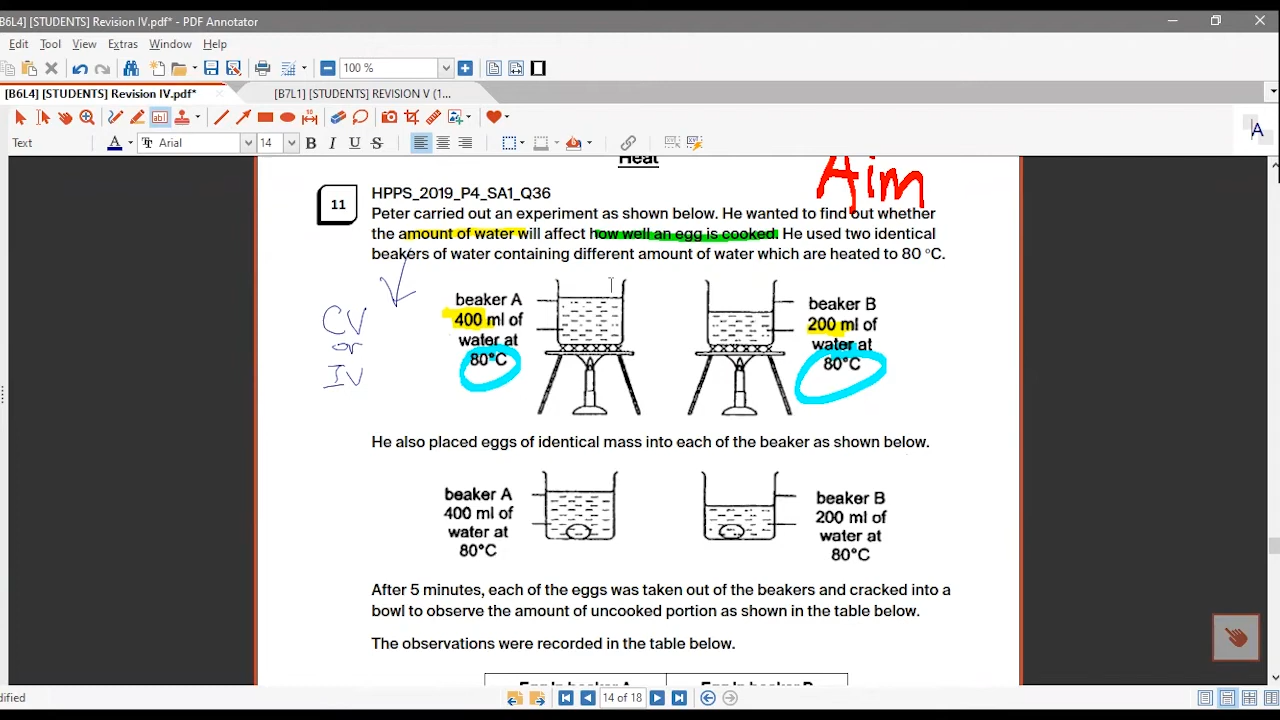 [B6L4] [STUDENTS] Revision IV.pdf* - PDF Annotator
Edit Tool View Extras Window Help
100 %
[B6L4] [STUDENTS] Revision IV.pdf*
[B7L1] [STUDENTS] REVISION V (1...
Text A Arial 14 B I U S
A
Heat
Aim
11
HPPS_2019_P4_SA1_Q36
Peter carried out an experiment as shown below. He wanted to find out whether
the amount of water will affect how well an egg is cooked. He used two identical
beakers of water containing different amount of water which are heated to 80 °C.
CV
or
IV
beaker A
400 ml of
water at
80°C
beaker B
200 ml of
water at
80°C
He also placed eggs of identical mass into each of the beaker as shown below.
beaker A
400 ml of
water at
80°C
beaker B
200 ml of
water at
80°C
After 5 minutes, each of the eggs was taken out of the beakers and cracked into a
bowl to observe the amount of uncooked portion as shown in the table below.
The observations were recorded in the table below.
Egg in beaker A Egg in beaker B
dified
14 of 18